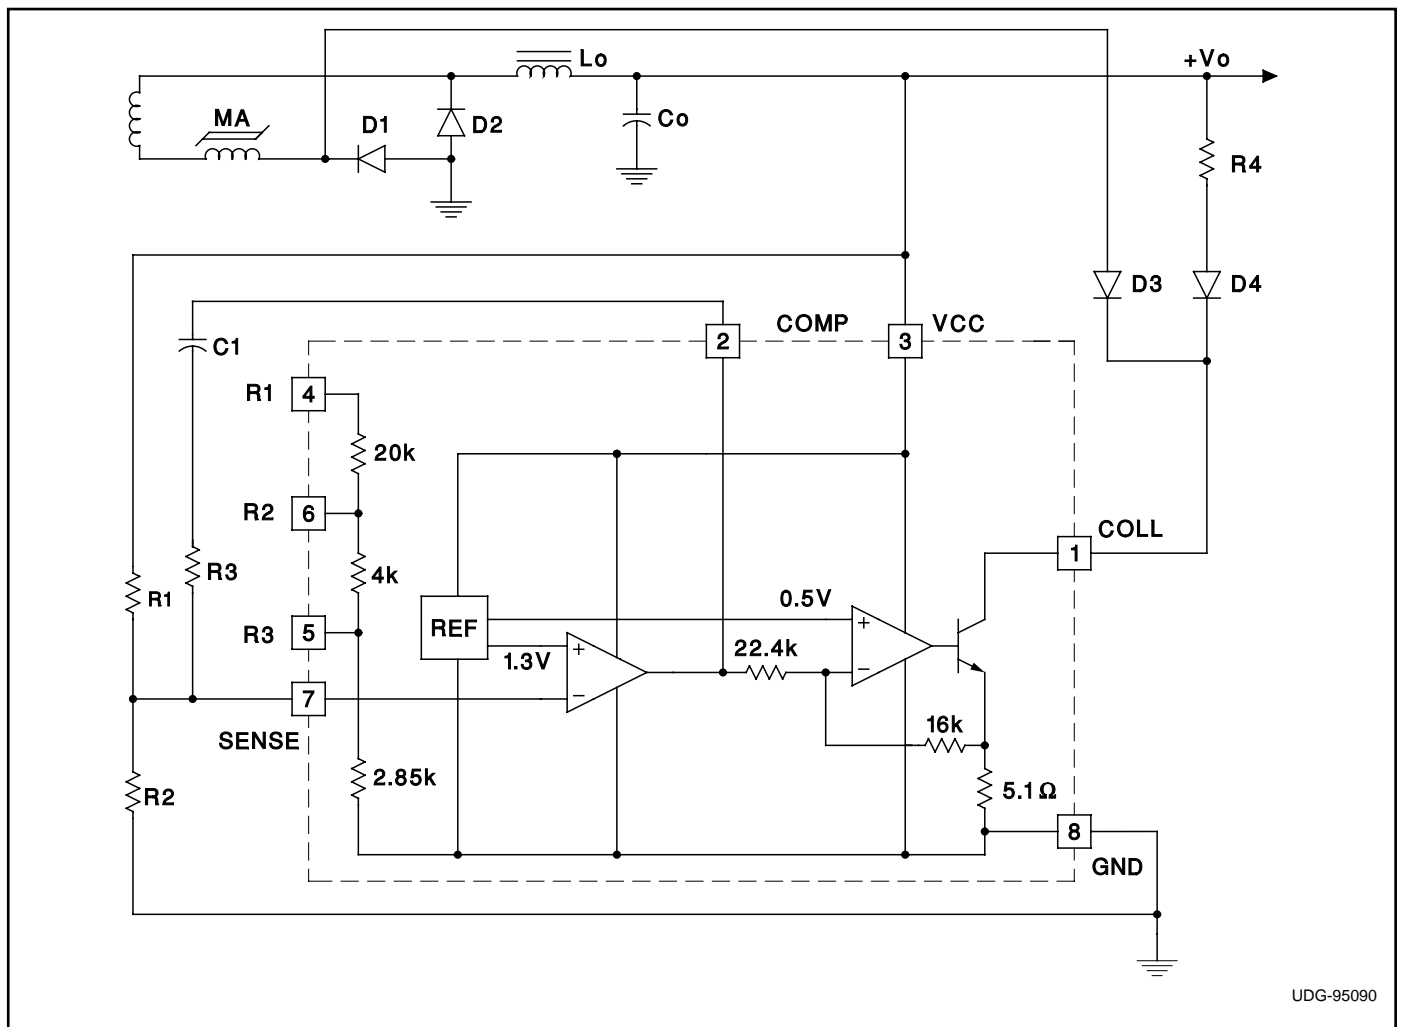 Lo
+Vo
MA
D1
D2
Co
R4
D3
D4
COMP
VCC
2
3
C1
R1
4
20k
R2
6
COLL
1
R3
4k
R1
0.5V
R3
5
REF
1.3V
+
−
22.4k
+
−
7
16k
SENSE
R2
2.85k
5.1Ω
8
GND
UDG-95090